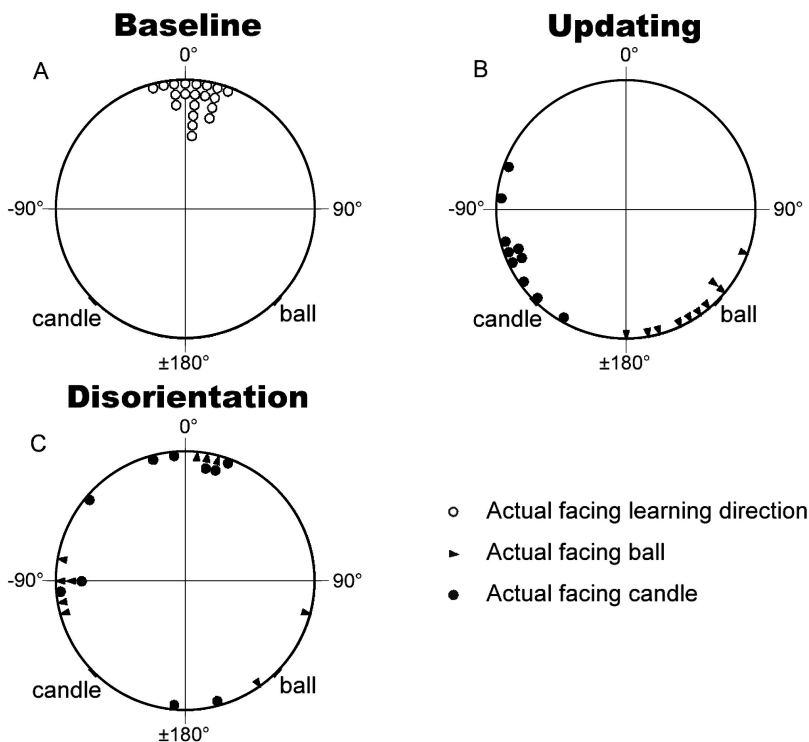 Baseline
Updating
A
0°
B
0°
-90°
90°
-90°
90°
candle
ball
candle
ball
±180°
±180°
Disorientation
C
0°
Actual facing learning direction
Actual facing ball
Actual facing candle
-90°
90°
candle
ball
±180°